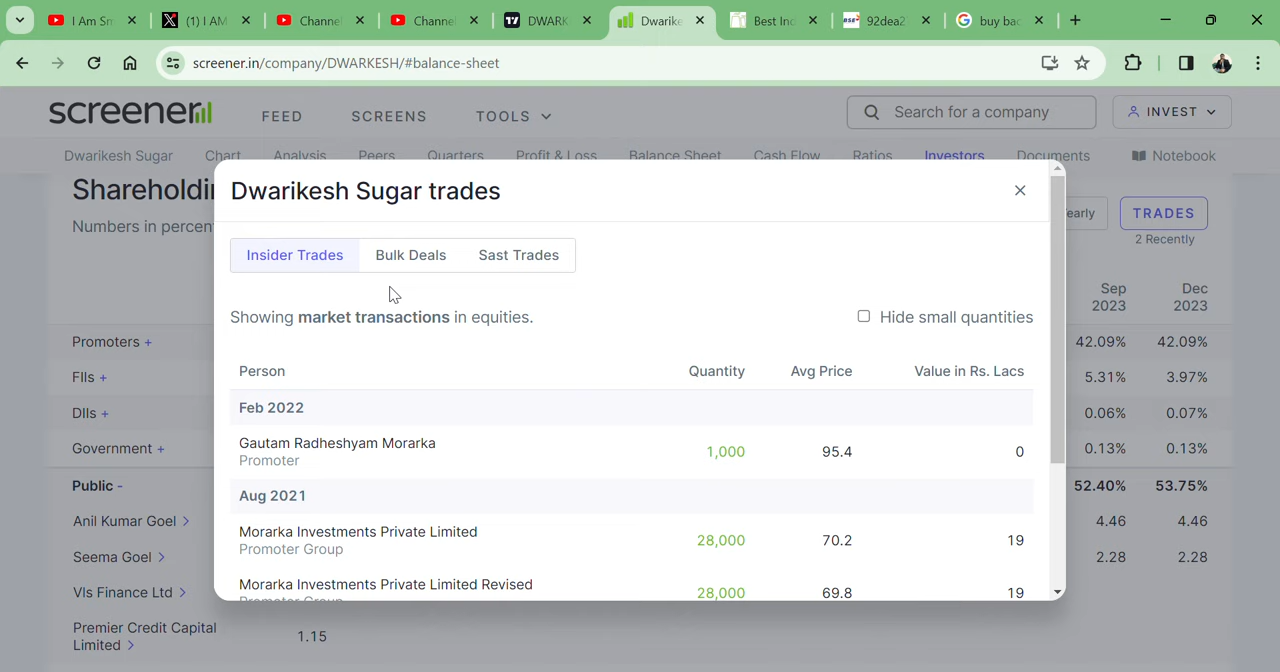 I Am Sm
(1) I AM
Channel
Channel
DWARK
Dwarike
Best Inc
92dea2
buy bac
screener.in/company/DWARKESH/#balance-sheet
screener
FEED
SCREENS
TOOLS
Search for a company
INVEST
Dwarikesh Sugar
Chart
Analysis
Peers
Quarters
Profit & Loss
Balance Sheet
Cash Flow
Ratios
Investors
Documents
Notebook
Shareholdi
Numbers in percen
early
TRADES
2 Recently
Dwarikesh Sugar trades
Insider Trades
Bulk Deals
Sast Trades
Showing market transactions in equities.
Hide small quantities
Person Quantity Avg Price Value in Rs. Lacs
Feb 2022
Gautam Radheshyam Morarka 1,000 95.4 0
Promoter
Aug 2021
Morarka Investments Private Limited 28,000 70.2 19
Promoter Group
Morarka Investments Private Limited Revised 28,000 69.8 19
Promoter Group
Sep Dec
2023 2023
Promoters + 42.09% 42.09%
FIIs + 5.31% 3.97%
DIIs + 0.06% 0.07%
Government + 0.13% 0.13%
Public - 52.40% 53.75%
Anil Kumar Goel > 4.46 4.46
Seema Goel > 2.28 2.28
Vls Finance Ltd >
Premier Credit Capital
Limited > 1.15